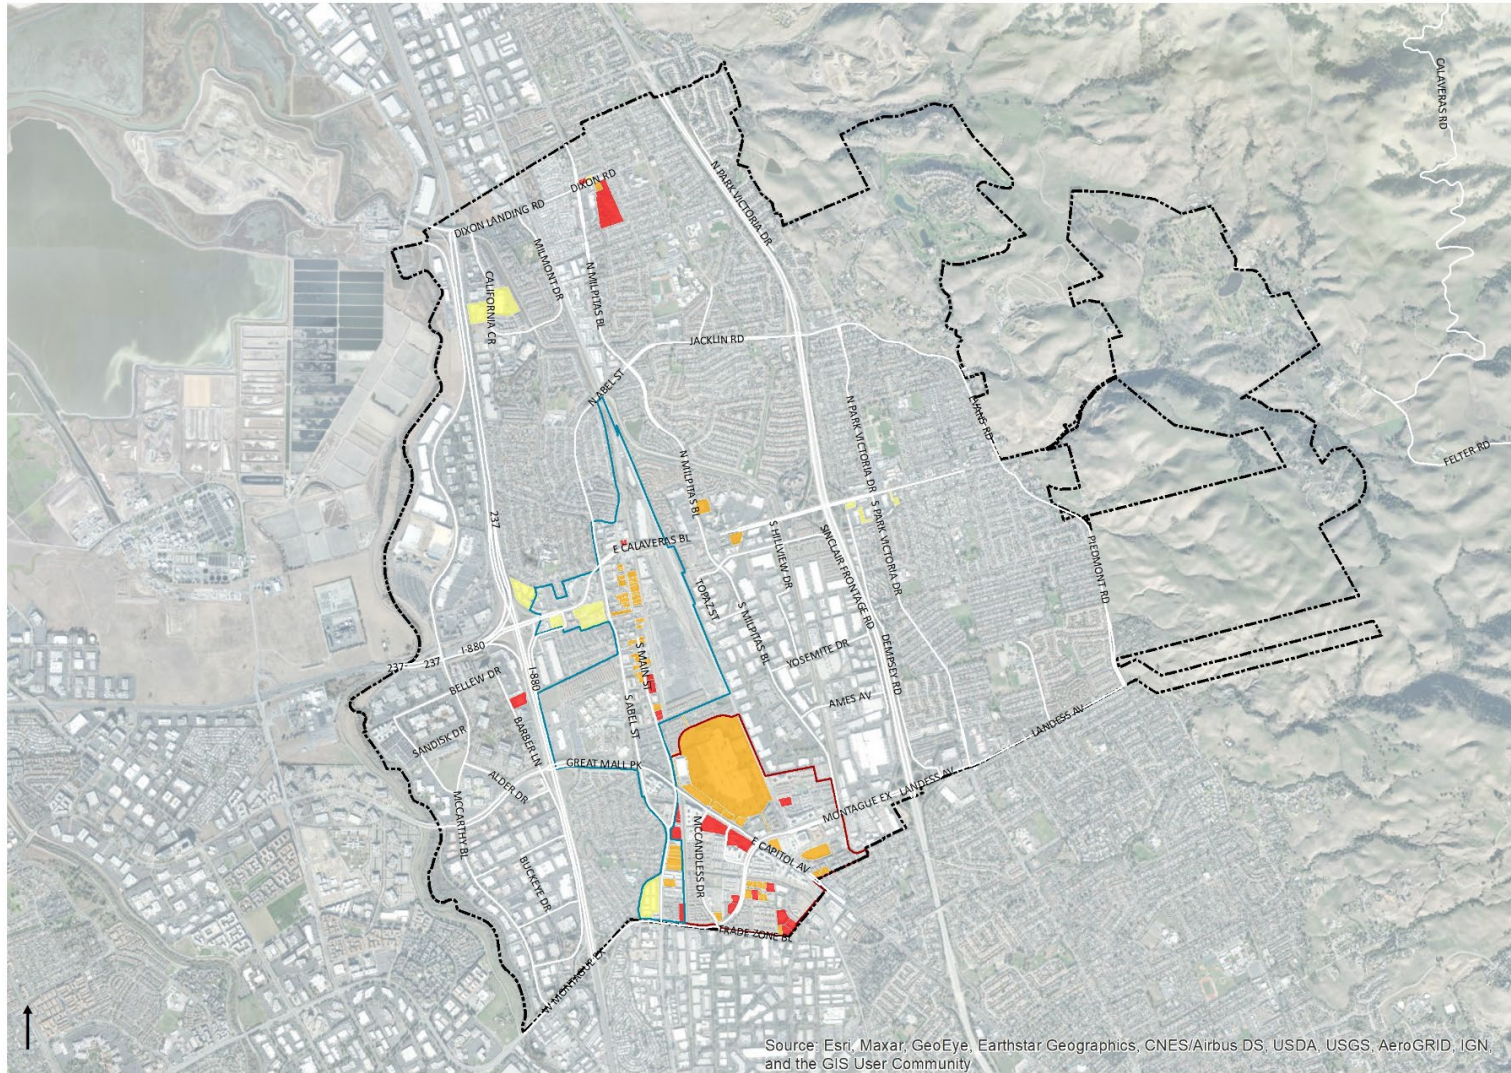 CALAVERAS RD
DIXON RD
N PARK VICTORIA DR
DIXON LANDING RD
MILMONT DR
CALIFORNIA CR
N MILPITAS BL
JACKLIN RD
N ABEL ST
N PARK VICTORIA DR
EVANS RD
FELTER RD
N MILPITAS BL
237
S PARK VICTORIA DR
E CALAVERAS BL
S HILLVIEW DR
SINCLAIR FRONTAGE RD
PIEDMONT RD
TOPAZ ST
S MILPITAS BL
I-880
237
237
YOSEMITE DR
DEMPSEY RD
BELLEW DR
I-880
S MAIN ST
AMES AV
S ABEL ST
LANDESS AV
BARBER LN
SANDISK DR
GREAT MALL PK
ALDER DR
LANDESS AV
MONTAGUE EX
MCCARTHY BL
MCCANDLESS DR
E CAPITOL AV
BUCKEYE DR
TRADE ZONE BL
W MONTAGUE EX
Source: Esri, Maxar, GeoEye, Earthstar Geographics, CNES/Airbus DS, USDA, USGS, AeroGRID, IGN,
and the GIS User Community